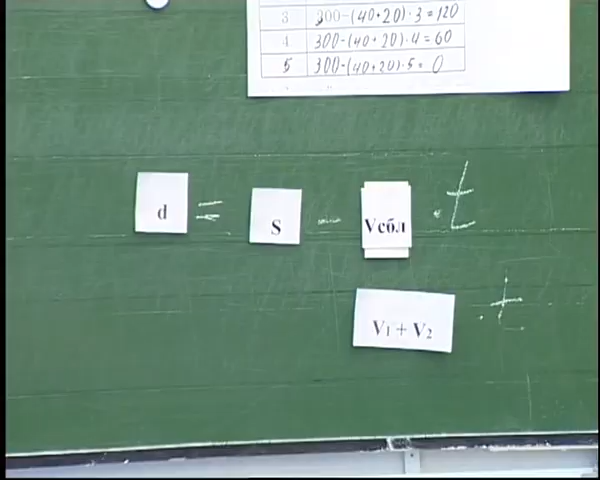 3 300-(40+20)·3=120
4 300-(40+20)·4=60
5 300-(40+20)·5=0
d = S - Vсбл · t
V₁ + V₂ · t